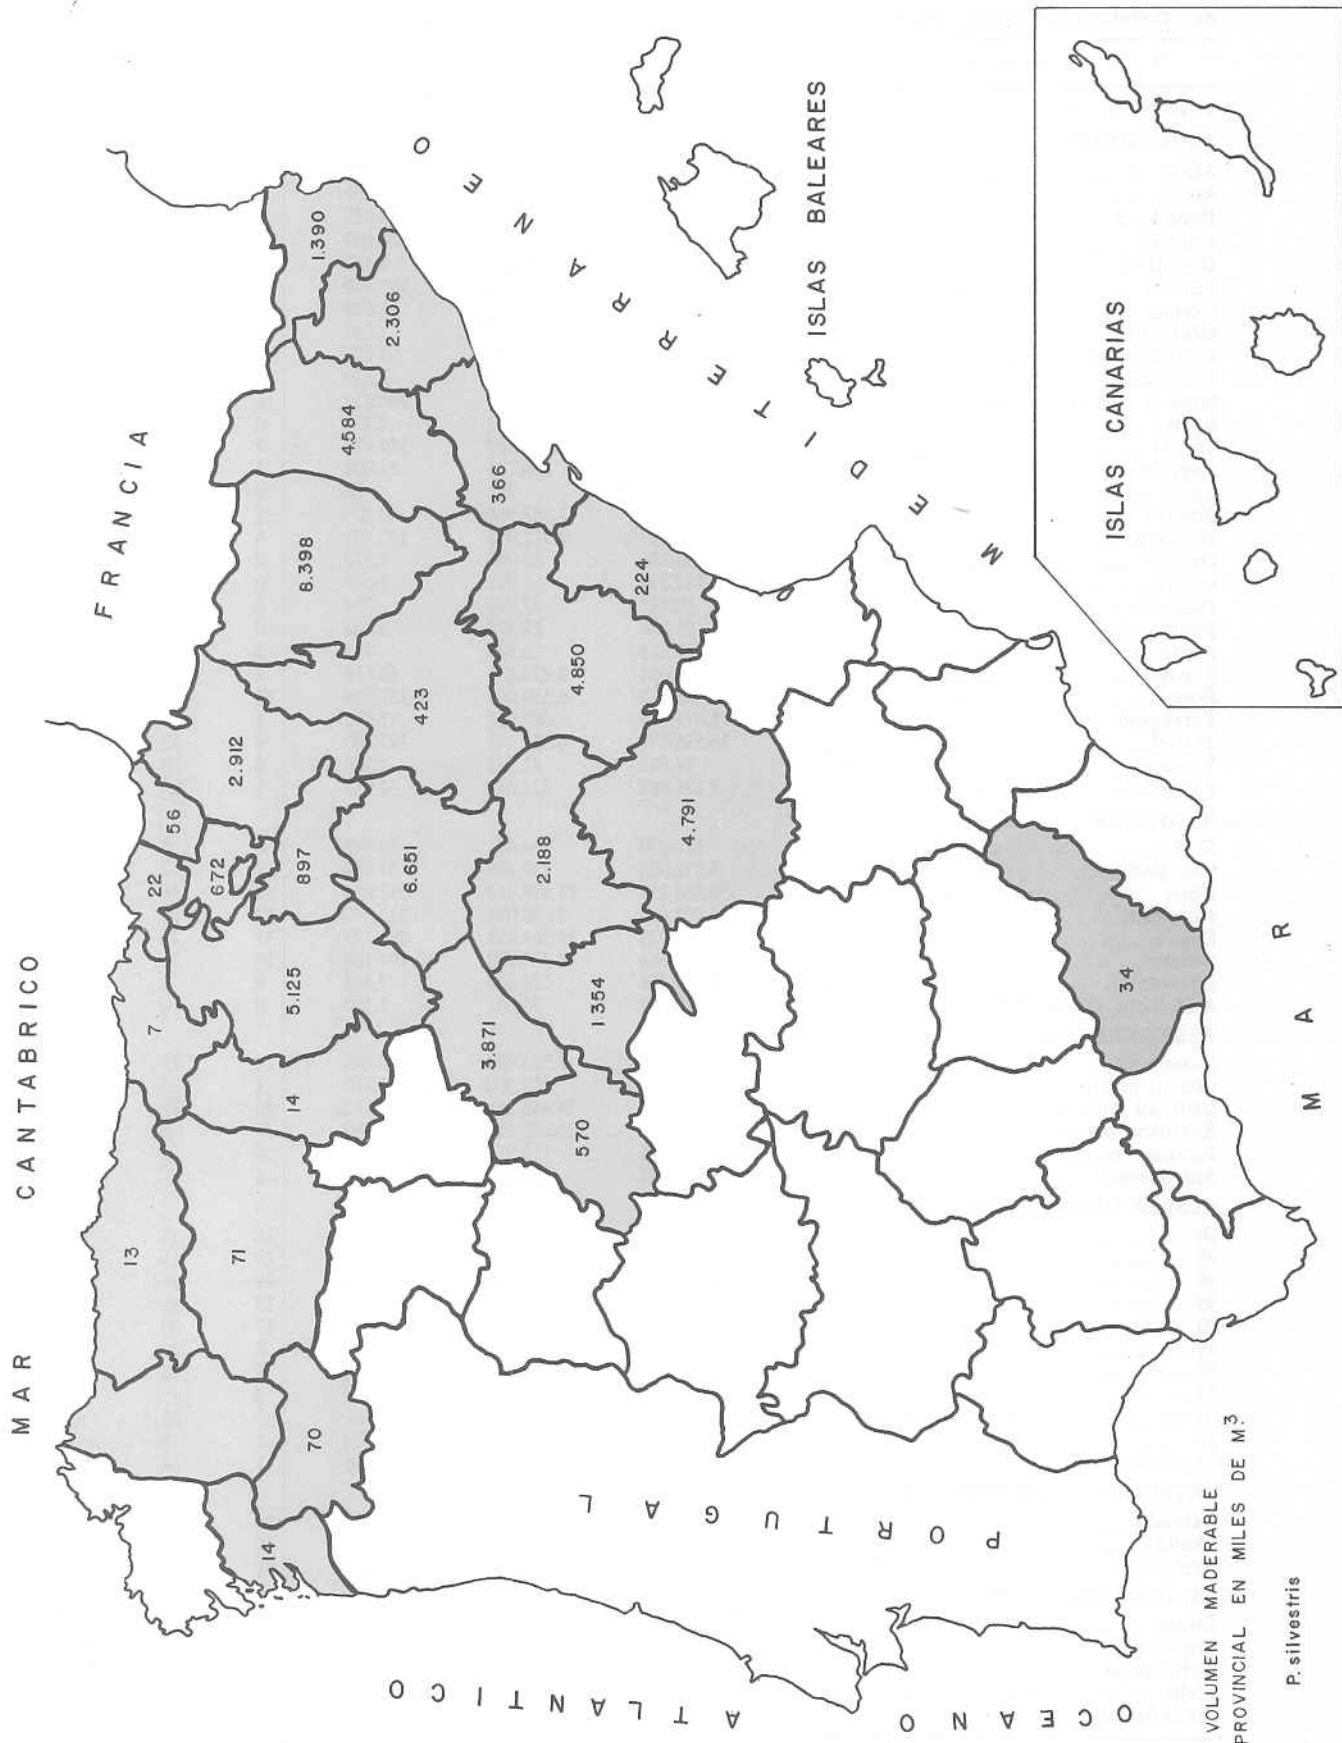 MAR CANTABRICO
FRANCIA
1.390
2.306
4.584
366
8.398
224
4.850
423
2.912
56
22
672
897
6.651
2.188
4.791
7
5.125
3.871
1.354
14
570
13
71
70
14
34
MAR MEDITERRANEO
ISLAS BALEARES
ISLAS CANARIAS
PORTUGAL
OCEANO ATLANTICO
VOLUMEN MADERABLE
PROVINCIAL EN MILES DE M³.
P. silvestris